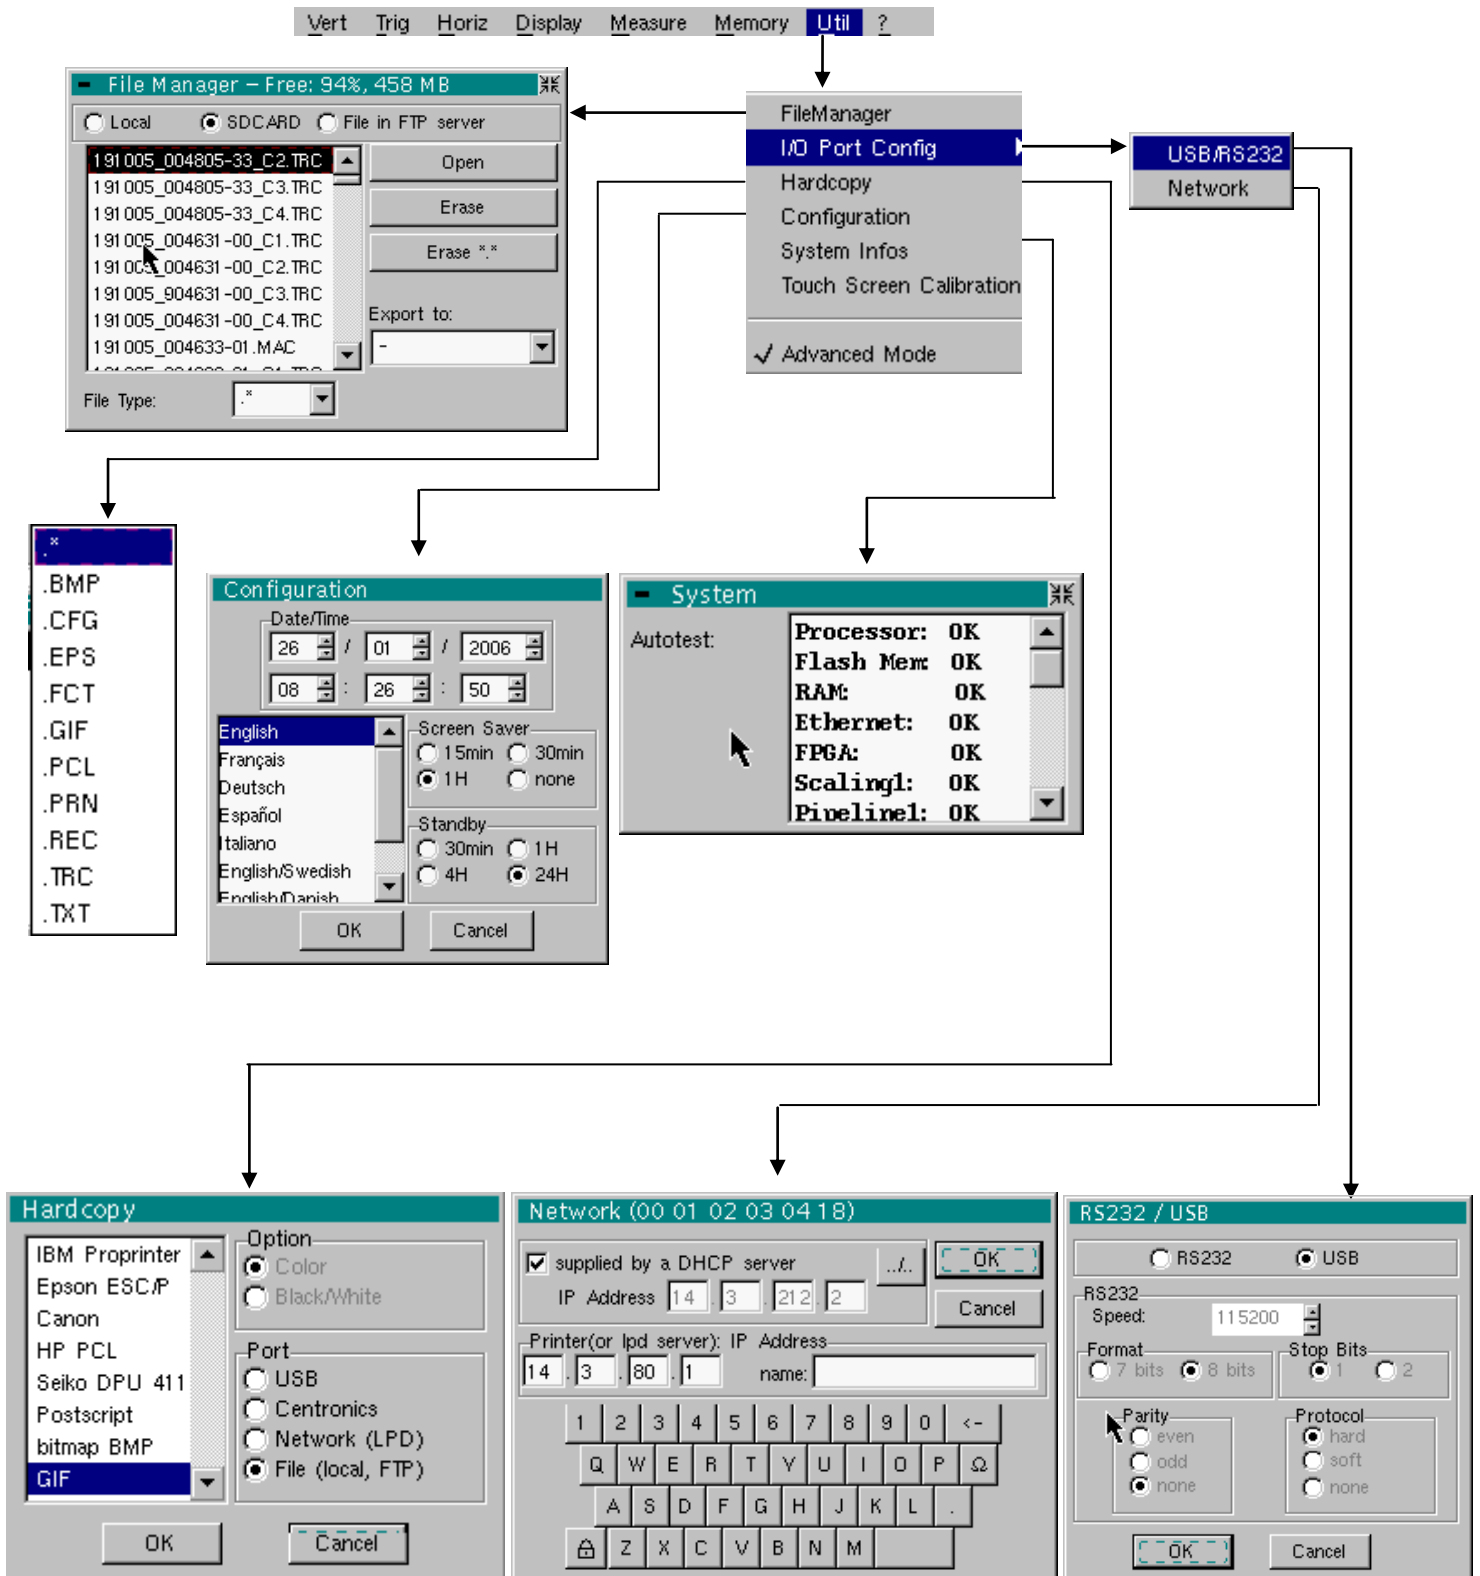 Vert Trig Horiz Display Measure Memory Util ?
File Manager – Free: 94%, 458 MB
Local SDCARD File in FTP server
191005_004805-33_C2.TRC
191005_004805-33_C3.TRC
191005_004805-33_C4.TRC
191005_004631-00_C1.TRC
191005_004631-00_C2.TRC
191005_904631-00_C3.TRC
191005_004631-00_C4.TRC
191005_004633-01.MAC
Open
Erase
Erase *.*
Export to:
-
File Type: .*
FileManager
I/O Port Config
Hardcopy
Configuration
System Infos
Touch Screen Calibration
✓ Advanced Mode
USB/RS232
Network
.*
.BMP
.CFG
.EPS
.FCT
.GIF
.PCL
.PRN
.REC
.TRC
.TXT
Configuration
Date/Time
26 / 01 / 2006
08 : 26 : 50
English
Français
Deutsch
Español
Italiano
English/Swedish
English/Danish
Screen Saver
15min 30min
1H none
Standby
30min 1H
4H 24H
OK Cancel
System
Autotest:
Processor: OK
Flash Mem: OK
RAM: OK
Ethernet: OK
FPGA: OK
Scaling1: OK
Pipeline1: OK
Hardcopy
IBM Proprinter
Epson ESC/P
Canon
HP PCL
Seiko DPU 411
Postscript
bitmap BMP
GIF
Option
Color
Black/White
Port
USB
Centronics
Network (LPD)
File (local, FTP)
OK Cancel
Network (00 01 02 03 04 18)
supplied by a DHCP server ../..
IP Address 14 . 3 . 212 . 2
OK
Cancel
Printer(or lpd server): IP Address
14 . 3 . 80 . 1 name:
1 2 3 4 5 6 7 8 9 0 <-
Q W E R T Y U I O P Ω
A S D F G H J K L .
Z X C V B N M
RS232 / USB
RS232 USB
RS232
Speed: 115200
Format
7 bits 8 bits
Stop Bits
1 2
Parity
even
odd
none
Protocol
hard
soft
none
OK Cancel